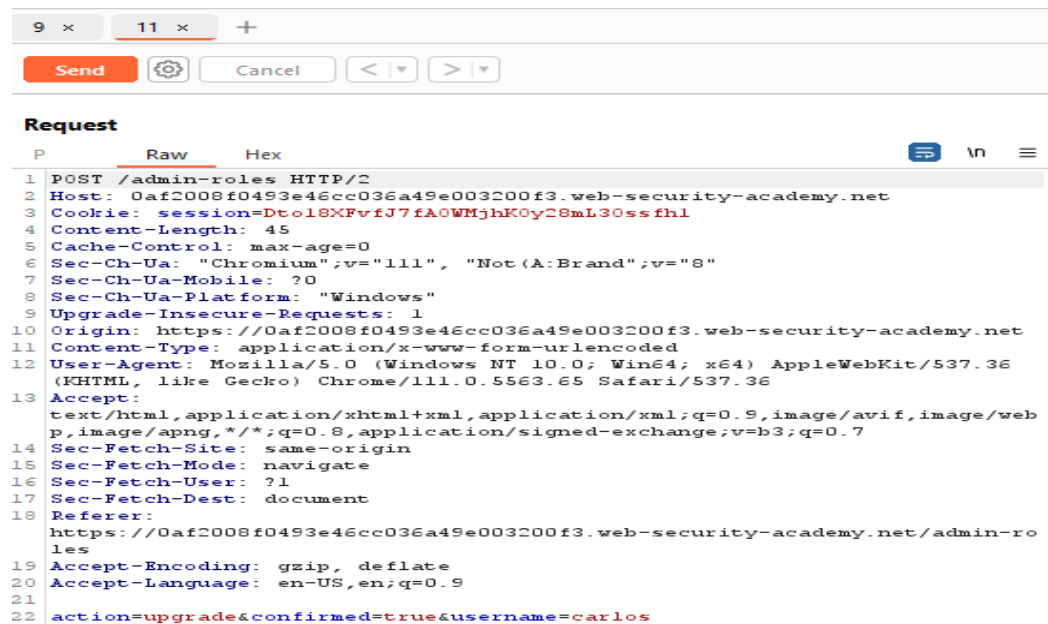 9 × 11 × +
Send Cancel < >
Request
P Raw Hex \n
1 POST /admin-roles HTTP/2
2 Host: 0af2008f0493e46cc036a49e003200f3.web-security-academy.net
3 Cookie: session=Dtol8XFvfJ7fA0WMjhK0y28mL30ssfhl
4 Content-Length: 45
5 Cache-Control: max-age=0
6 Sec-Ch-Ua: "Chromium";v="111", "Not(A:Brand";v="8"
7 Sec-Ch-Ua-Mobile: ?0
8 Sec-Ch-Ua-Platform: "Windows"
9 Upgrade-Insecure-Requests: 1
10 Origin: https://0af2008f0493e46cc036a49e003200f3.web-security-academy.net
11 Content-Type: application/x-www-form-urlencoded
12 User-Agent: Mozilla/5.0 (Windows NT 10.0; Win64; x64) AppleWebKit/537.36
(KHTML, like Gecko) Chrome/111.0.5563.65 Safari/537.36
13 Accept:
text/html,application/xhtml+xml,application/xml;q=0.9,image/avif,image/web
p,image/apng,*/*;q=0.8,application/signed-exchange;v=b3;q=0.7
14 Sec-Fetch-Site: same-origin
15 Sec-Fetch-Mode: navigate
16 Sec-Fetch-User: ?1
17 Sec-Fetch-Dest: document
18 Referer:
https://0af2008f0493e46cc036a49e003200f3.web-security-academy.net/admin-ro
les
19 Accept-Encoding: gzip, deflate
20 Accept-Language: en-US,en;q=0.9
21
22 action=upgrade&confirmed=true&username=carlos